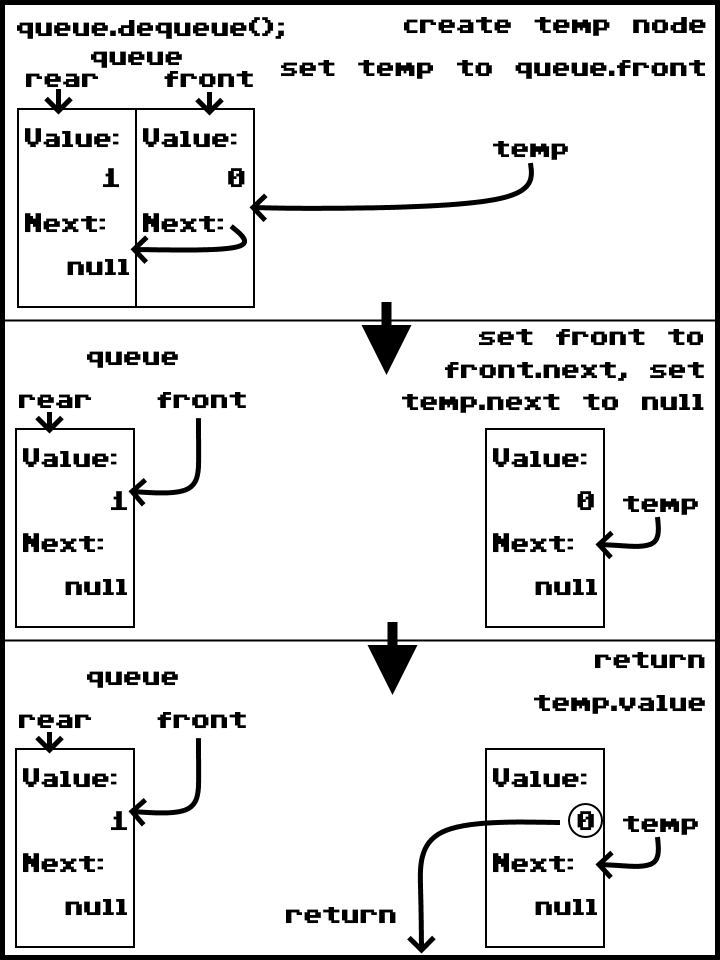 queue.dequeue();
create temp node
queue
set temp to queue.front
rear
front
Value:
Value:
1
0
temp
Next:
Next:
null
queue
set front to
front.next, set
temp.next to null
rear
front
Value:
Value:
1
0
temp
Next:
Next:
null
null
queue
return
temp.value
rear
front
Value:
Value:
1
0
temp
Next:
Next:
null
null
return